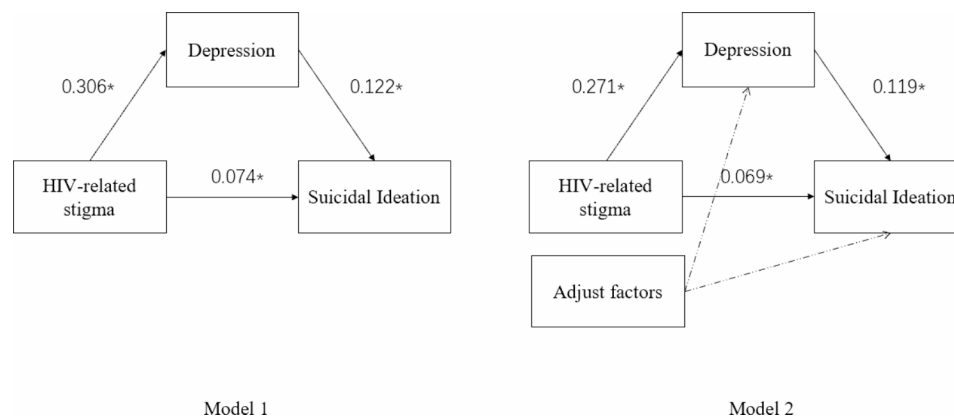 Depression
0.306*
0.122*
HIV-related
stigma
0.074*
Suicidal Ideation
Model 1
Depression
0.271*
0.119*
HIV-related
stigma
0.069*
Suicidal Ideation
Adjust factors
Model 2